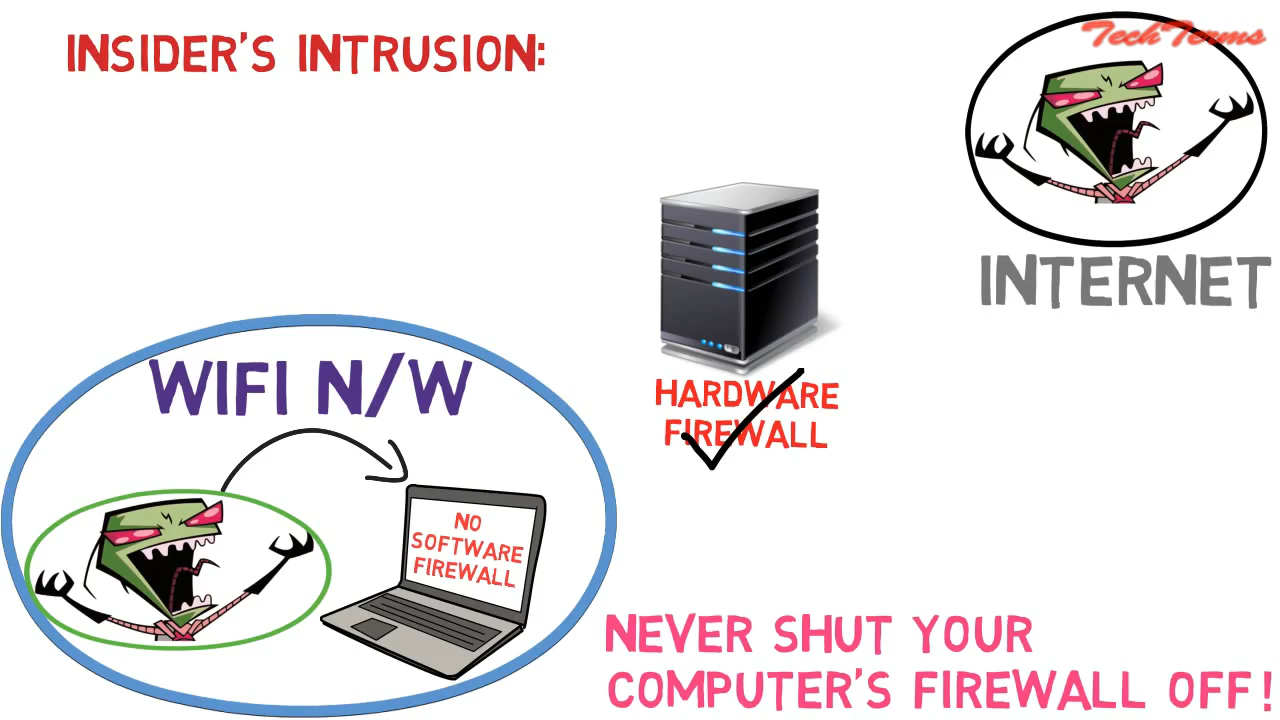 INSIDER'S INTRUSION:
TechTerms
INTERNET
HARDWARE
FIREWALL
WIFI N/W
NO
SOFTWARE
FIREWALL
NEVER SHUT YOUR
COMPUTER'S FIREWALL OFF!